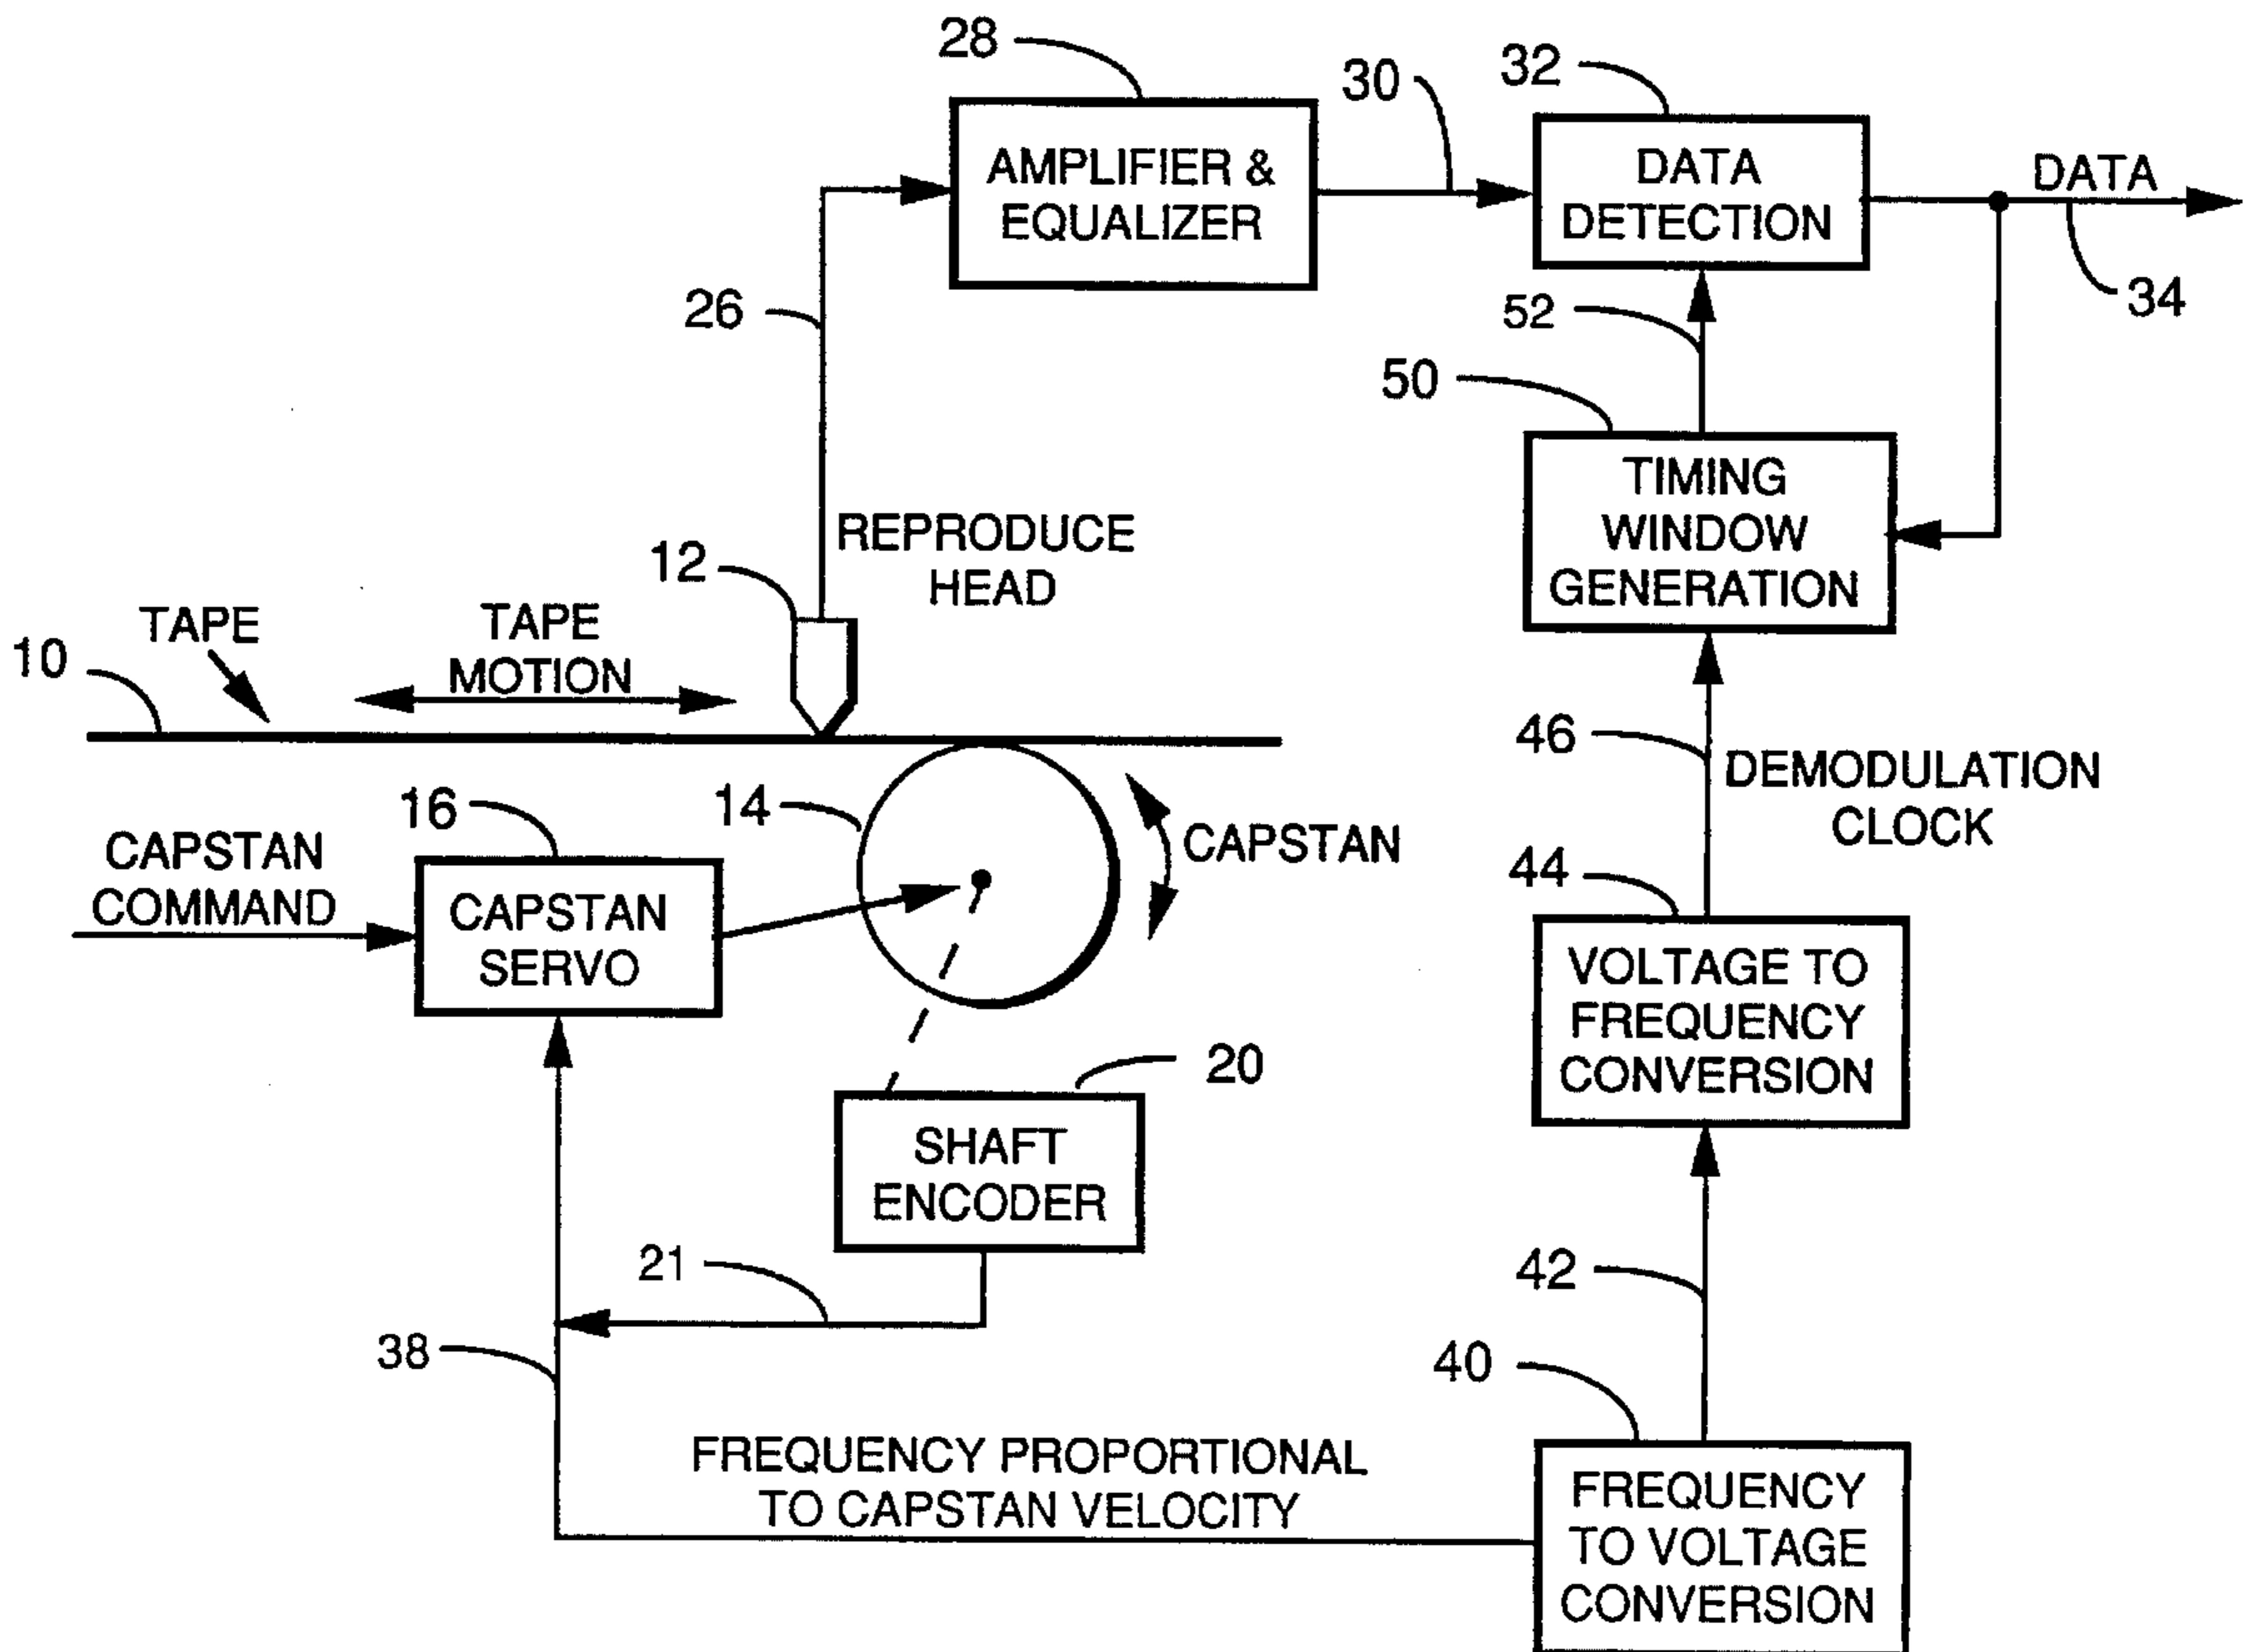 28
30
32
AMPLIFIER &
EQUALIZER
DATA
DETECTION
DATA
34
26
52
50
TIMING
WINDOW
GENERATION
REPRODUCE
HEAD
12
TAPE
TAPE
MOTION
10
46
DEMODULATION
CLOCK
16
14
CAPSTAN
CAPSTAN
COMMAND
CAPSTAN
SERVO
44
VOLTAGE TO
FREQUENCY
CONVERSION
20
SHAFT
ENCODER
21
42
38
40
FREQUENCY PROPORTIONAL
TO CAPSTAN VELOCITY
FREQUENCY
TO VOLTAGE
CONVERSION